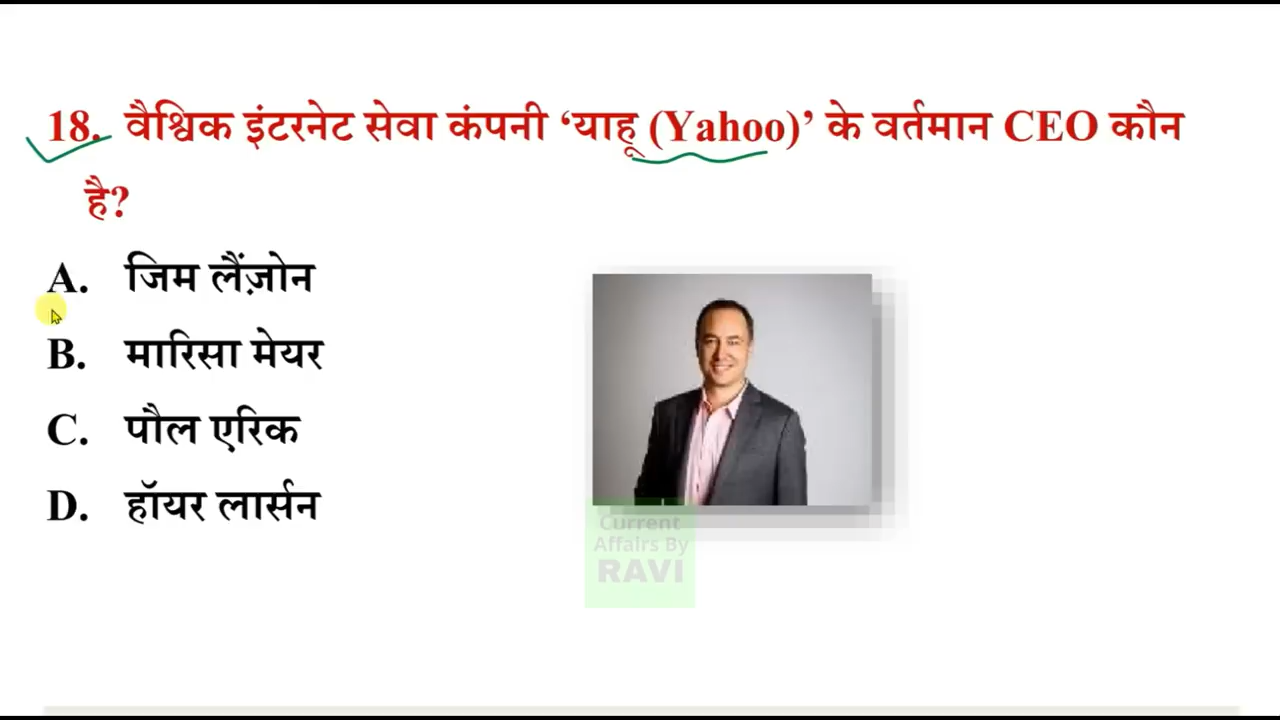 18. वैश्विक इंटरनेट सेवा कंपनी ‘याहू (Yahoo)’ के वर्तमान CEO कौन
है?
A. जिम लैंज़ोन
B. मारिसा मेयर
C. पौल एरिक
D. हॉयर लार्सन
Current
Affairs By
RAVI